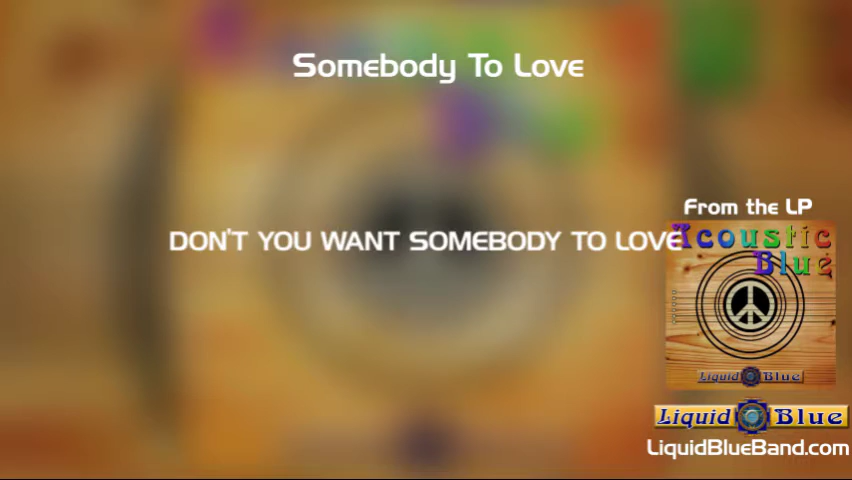 Somebody To Love
From the LP
DON'T YOU WANT SOMEBODY TO LOVE
Acoustic
Blue
Liquid Blue
Liquid Blue
LiquidBlueBand.com